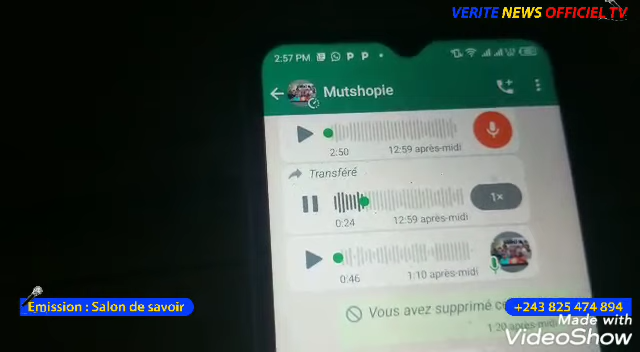 VERITE NEWS OFFICIEL TV
2:57 PM
Mutshopie
2:50
12:59 après-midi
Transféré
0:24
12:59 après-midi
1×
0:46
1:10 après-midi
Vous avez supprimé
1:20
Emission : Salon de savoir
+243 825 474 894
Made with
VideoShow